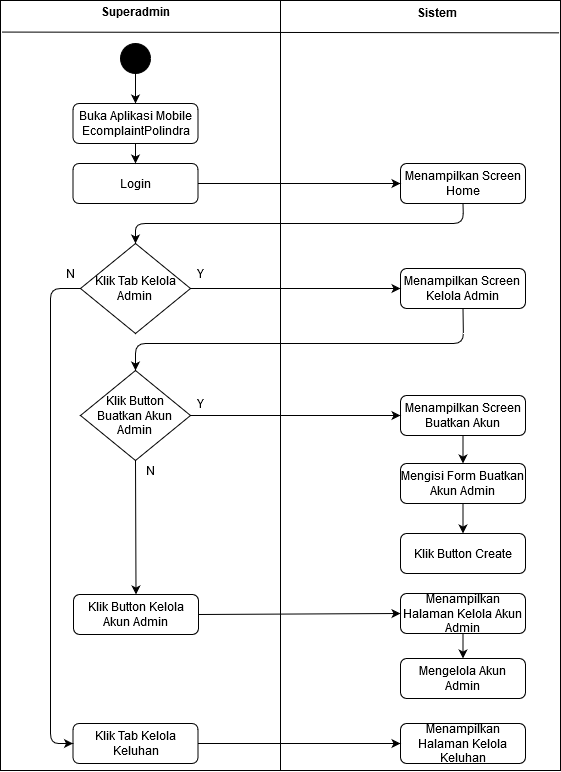 Superadmin
Sistem
Buka Aplikasi Mobile
EcomplaintPolindra
Login
Menampilkan Screen
Home
N
Klik Tab Kelola
Admin
Y
Menampilkan Screen
Kelola Admin
Klik Button
Buatkan Akun
Admin
Y
Menampilkan Screen
Buatkan Akun
N
Mengisi Form Buatkan
Akun Admin
Klik Button Create
Klik Button Kelola
Akun Admin
Menampilkan
Halaman Kelola Akun
Admin
Mengelola Akun
Admin
Klik Tab Kelola
Keluhan
Menampilkan
Halaman Kelola
Keluhan